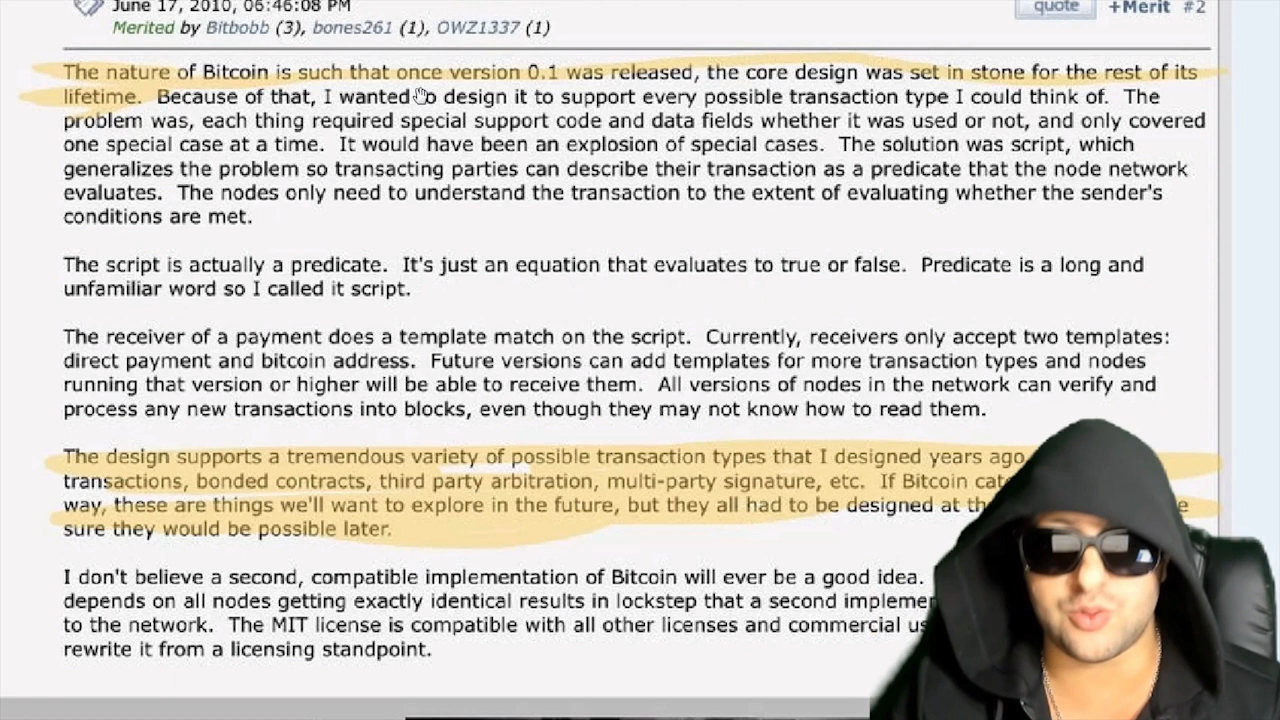 June 17, 2010, 06:46:08 PM
quote +Merit #2
Merited by Bitbobb (3), bones261 (1), OWZ1337 (1)
The nature of Bitcoin is such that once version 0.1 was released, the core design was set in stone for the rest of its
lifetime.  Because of that, I wanted to design it to support every possible transaction type I could think of.  The
problem was, each thing required special support code and data fields whether it was used or not, and only covered
one special case at a time.  It would have been an explosion of special cases.  The solution was script, which
generalizes the problem so transacting parties can describe their transaction as a predicate that the node network
evaluates.  The nodes only need to understand the transaction to the extent of evaluating whether the sender's
conditions are met.
The script is actually a predicate.  It's just an equation that evaluates to true or false.  Predicate is a long and
unfamiliar word so I called it script.
The receiver of a payment does a template match on the script.  Currently, receivers only accept two templates:
direct payment and bitcoin address.  Future versions can add templates for more transaction types and nodes
running that version or higher will be able to receive them.  All versions of nodes in the network can verify and
process any new transactions into blocks, even though they may not know how to read them.
The design supports a tremendous variety of possible transaction types that I designed years ago
transactions, bonded contracts, third party arbitration, multi-party signature, etc.  If Bitcoin
way, these are things we'll want to explore in the future, but they all had to be designed at
sure they would be possible later.
I don't believe a second, compatible implementation of Bitcoin will ever be a good idea.
depends on all nodes getting exactly identical results in lockstep that a second
to the network.  The MIT license is compatible with all other licenses and commercial
rewrite it from a licensing standpoint.